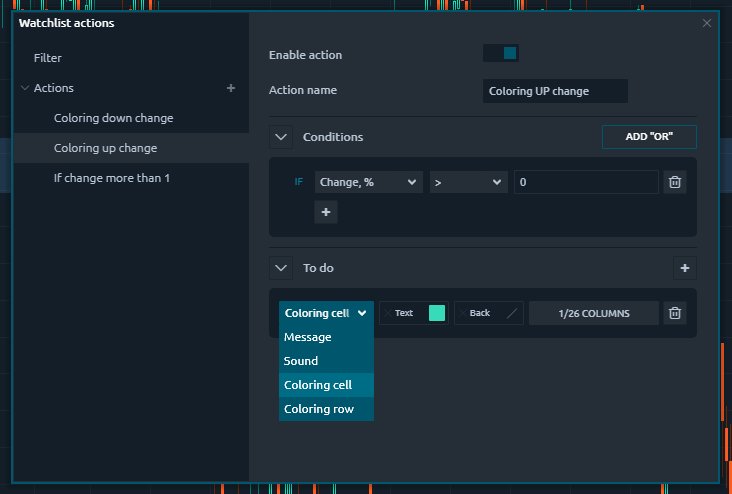 Watchlist actions
Filter
Actions
Coloring down change
Coloring up change
If change more than 1
Enable action
Action name
Coloring UP change
Conditions
ADD "OR"
IF
Change, %
>
0
To do
Coloring cell
Text
Back
1/26 COLUMNS
Message
Sound
Coloring cell
Coloring row